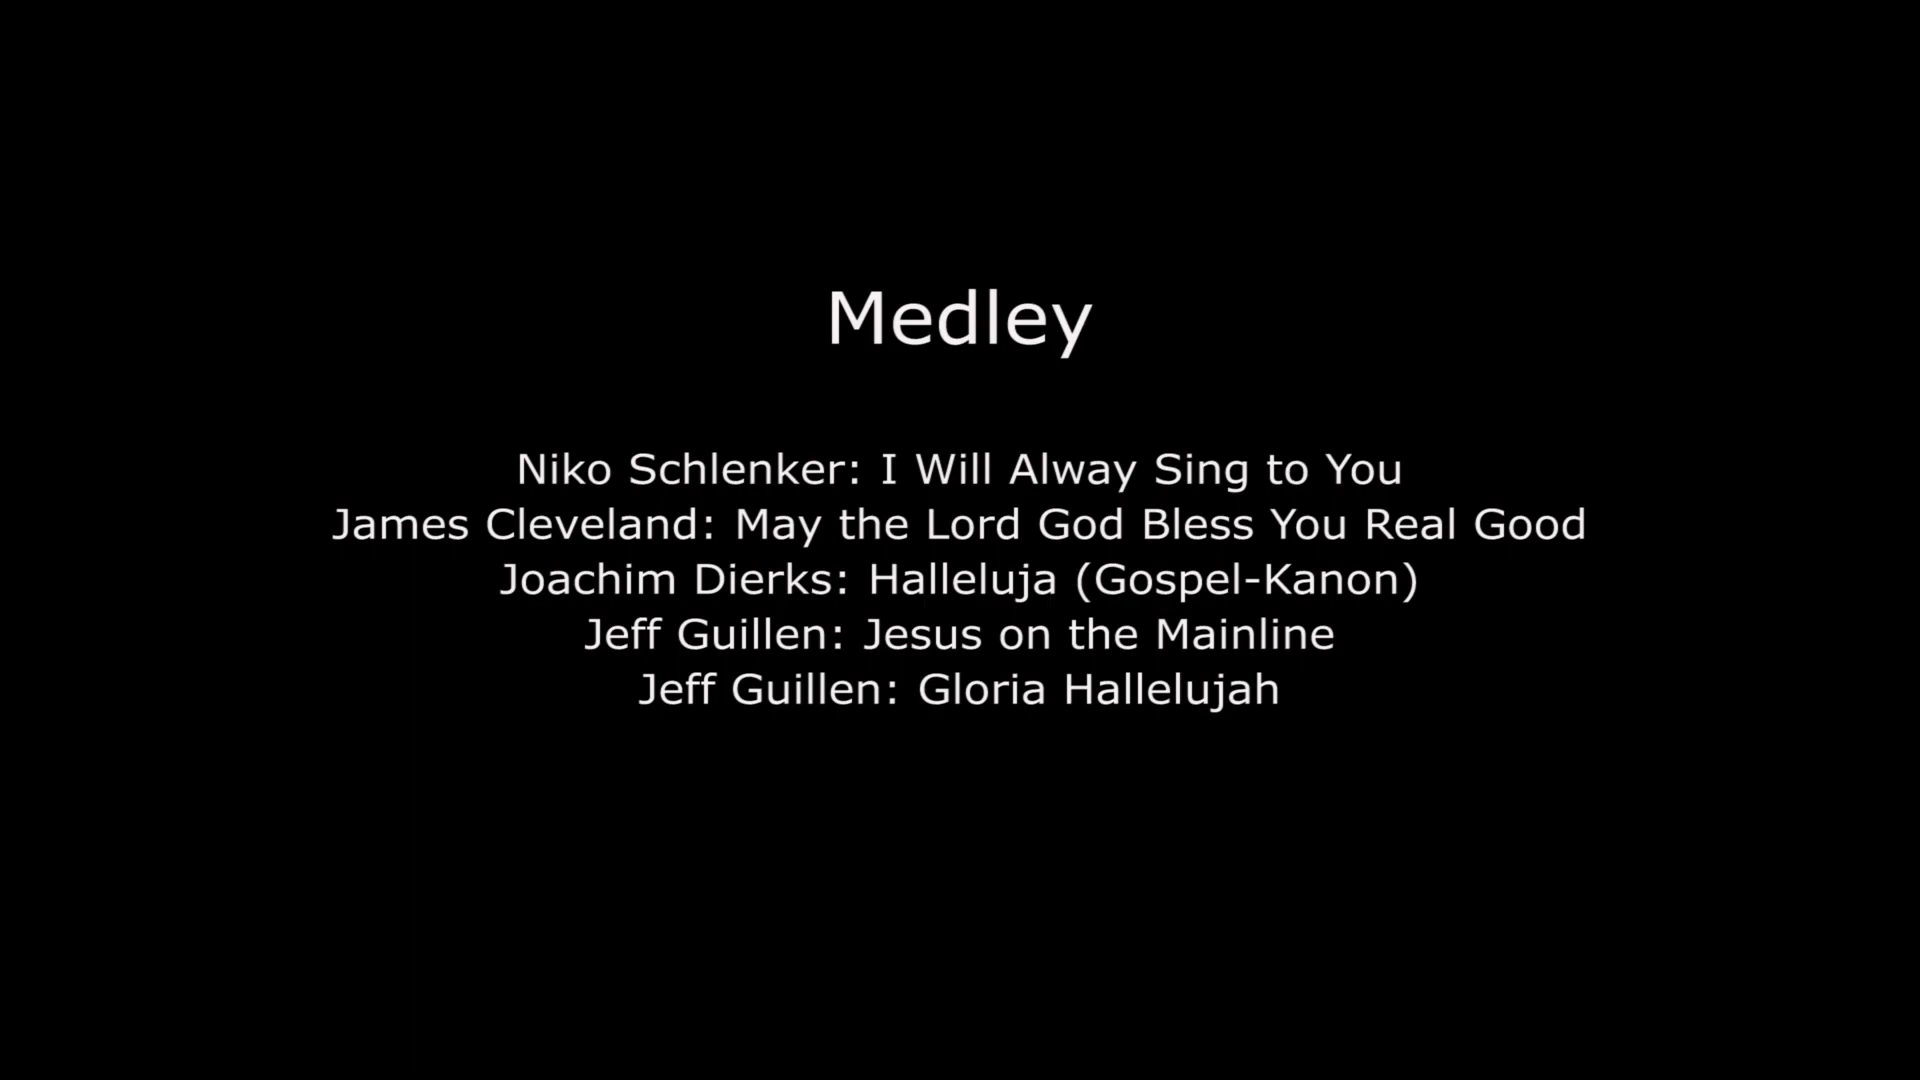 Medley
Niko Schlenker: I Will Alway Sing to You
James Cleveland: May the Lord God Bless You Real Good
Joachim Dierks: Halleluja (Gospel-Kanon)
Jeff Guillen: Jesus on the Mainline
Jeff Guillen: Gloria Hallelujah